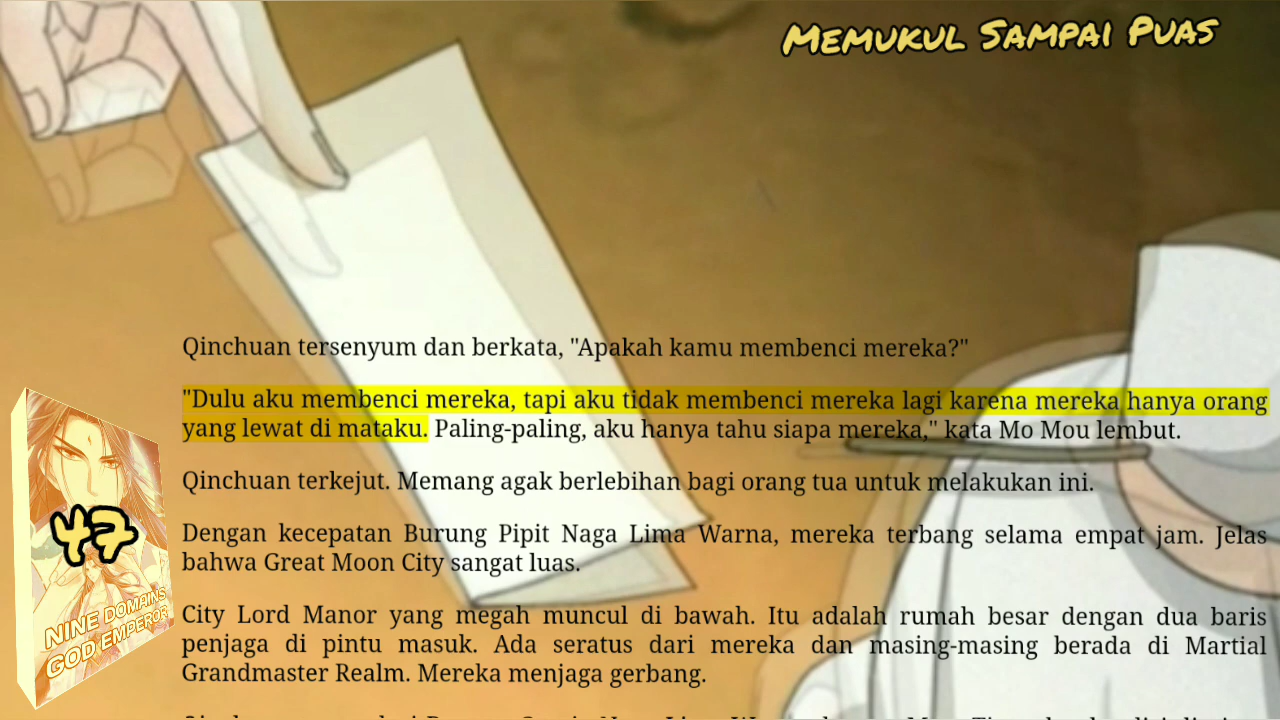 Memukul Sampai Puas
Qinchuan tersenyum dan berkata, "Apakah kamu membenci mereka?"
"Dulu aku membenci mereka, tapi aku tidak membenci mereka lagi karena mereka hanya orang
yang lewat di mataku. Paling-paling, aku hanya tahu siapa mereka," kata Mo Mou lembut.
Qinchuan terkejut. Memang agak berlebihan bagi orang tua untuk melakukan ini.
Dengan kecepatan Burung Pipit Naga Lima Warna, mereka terbang selama empat jam. Jelas
bahwa Great Moon City sangat luas.
City Lord Manor yang megah muncul di bawah. Itu adalah rumah besar dengan dua baris
penjaga di pintu masuk. Ada seratus dari mereka dan masing-masing berada di Martial
Grandmaster Realm. Mereka menjaga gerbang.
47
NINE DOMAINS
GOD EMPEROR